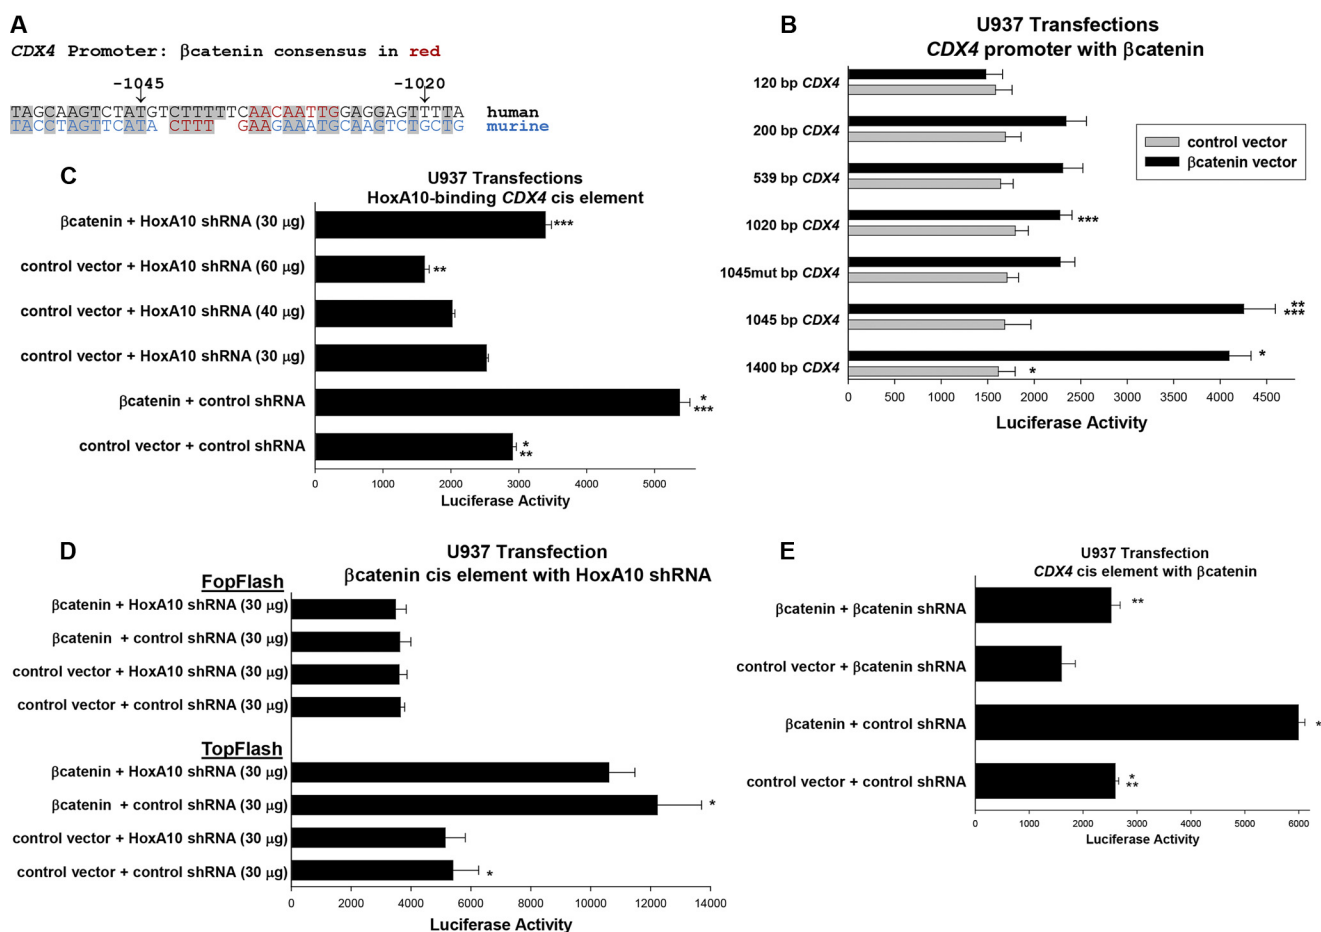 A
CDX4 Promoter: βcatenin consensus in red
-1045 -1020
TAGCAAGTCTATGTCTTTTTCAACAATTGGAGGAGTTTTA human
TACCTAGTTCATA CTTT GAAGAAATGCAAGTCTGCTG murine
B
U937 Transfections
CDX4 promoter with βcatenin
120 bp CDX4
200 bp CDX4
539 bp CDX4
1020 bp CDX4
***
1045mut bp CDX4
1045 bp CDX4
**
***
1400 bp CDX4
*
*
control vector
βcatenin vector
0 500 1000 1500 2000 2500 3000 3500 4000 4500
Luciferase Activity
C
U937 Transfections
HoxA10-binding CDX4 cis element
βcatenin + HoxA10 shRNA (30 μg)
***
control vector + HoxA10 shRNA (60 μg)
**
control vector + HoxA10 shRNA (40 μg)
control vector + HoxA10 shRNA (30 μg)
βcatenin + control shRNA
*
***
control vector + control shRNA
*
**
0 1000 2000 3000 4000 5000
Luciferase Activity
D
U937 Transfection
βcatenin cis element with HoxA10 shRNA
FopFlash
βcatenin + HoxA10 shRNA (30 μg)
βcatenin + control shRNA (30 μg)
control vector + HoxA10 shRNA (30 μg)
control vector + control shRNA (30 μg)
TopFlash
βcatenin + HoxA10 shRNA (30 μg)
βcatenin + control shRNA (30 μg)
*
control vector + HoxA10 shRNA (30 μg)
control vector + control shRNA (30 μg)
*
0 2000 4000 6000 8000 10000 12000 14000
Luciferase Activity
E
U937 Transfection
CDX4 cis element with βcatenin
βcatenin + βcatenin shRNA
**
control vector + βcatenin shRNA
βcatenin + control shRNA
*
control vector + control shRNA
*
**
0 1000 2000 3000 4000 5000 6000
Luciferase Activity